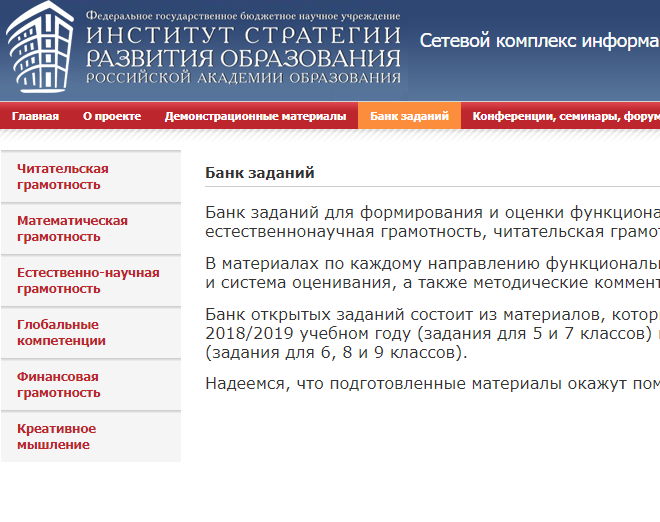 Федеральное государственное бюджетное научное учреждение
ИНСТИТУТ СТРАТЕГИИ
РАЗВИТИЯ ОБРАЗОВАНИЯ
РОССИЙСКОЙ АКАДЕМИИ ОБРАЗОВАНИЯ
Сетевой комплекс информа
Главная О проекте Демонстрационные материалы Банк заданий Конференции, семинары, форум
Читательская
грамотность
Математическая
грамотность
Естественно-научная
грамотность
Глобальные
компетенции
Финансовая
грамотность
Креативное
мышление
Банк заданий
Банк заданий для формирования и оценки функциона
естественнонаучная грамотность, читательская грамо
В материалах по каждому направлению функциональ
и система оценивания, а также методические коммент
Банк открытых заданий состоит из материалов, котор
2018/2019 учебном году (задания для 5 и 7 классов)
(задания для 6, 8 и 9 классов).
Надеемся, что подготовленные материалы окажут пом